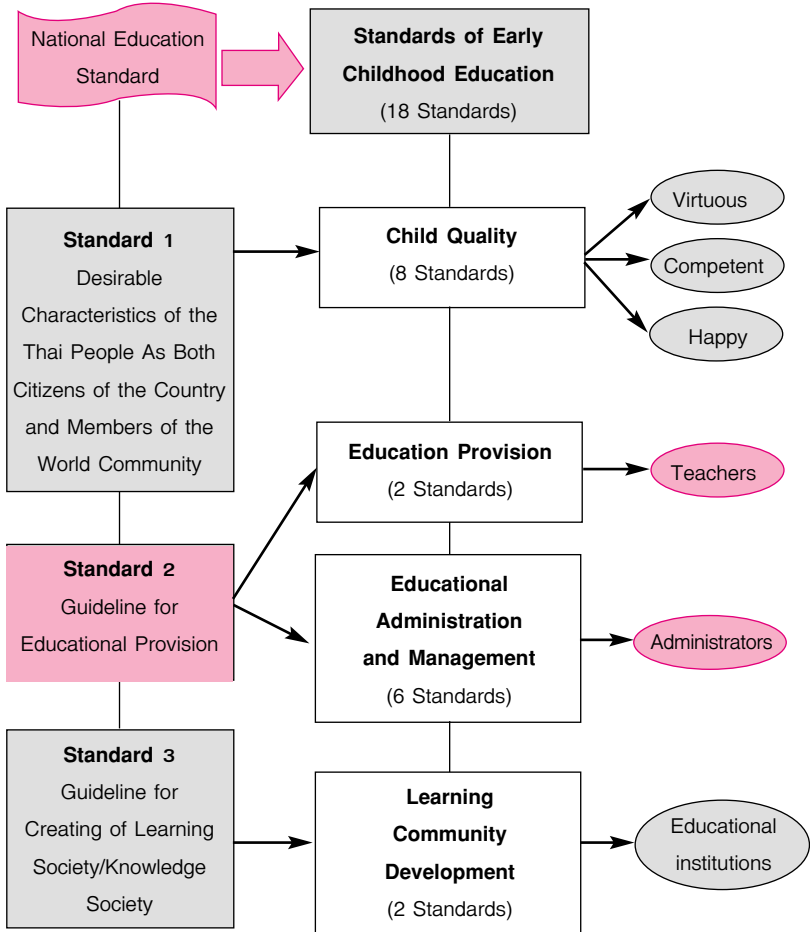 National Education
Standard
Standards of Early
Childhood Education
(18 Standards)
Standard 1
Desirable
Characteristics of the
Thai People As Both
Citizens of the Country
and Members of the
World Community
Child Quality
(8 Standards)
Virtuous
Competent
Happy
Education Provision
(2 Standards)
Teachers
Standard 2
Guideline for
Educational Provision
Educational
Administration
and Management
(6 Standards)
Administrators
Standard 3
Guideline for
Creating of Learning
Society/Knowledge
Society
Learning
Community
Development
(2 Standards)
Educational
institutions